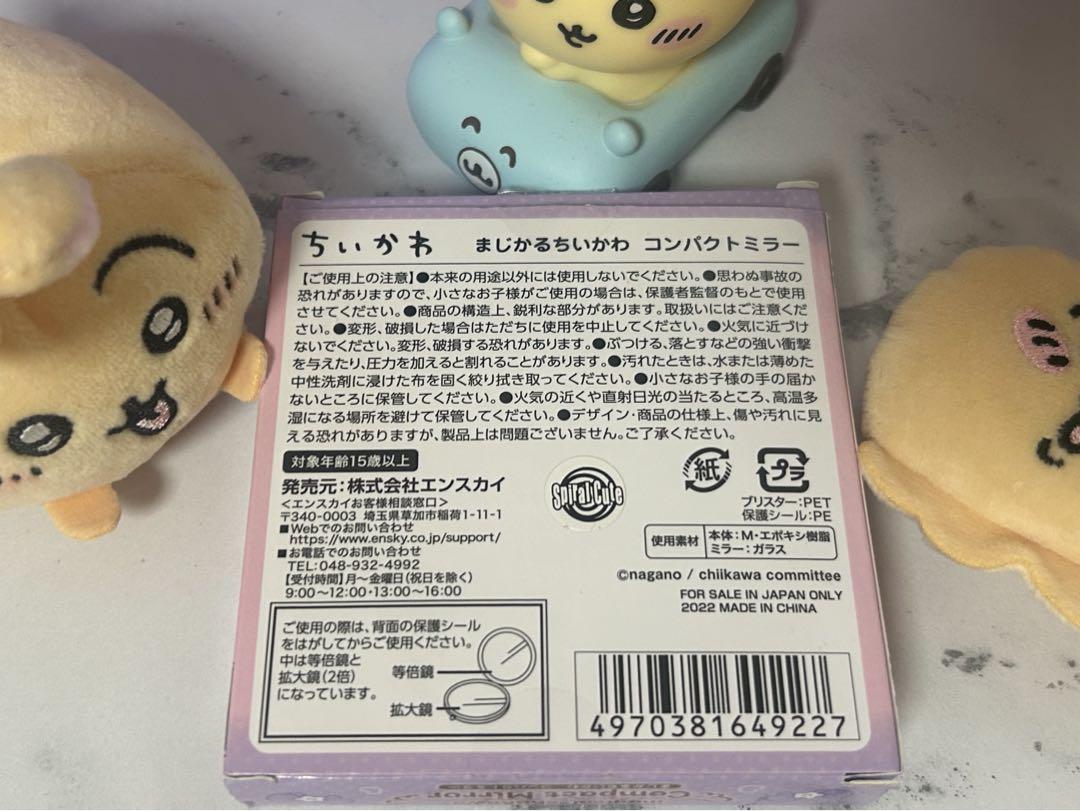 ちいかわ まじかるちいかわ コンパクトミラー
【ご使用上の注意】●本来の用途以外には使用しないでください。●思わぬ事故の
恐れがありますので、小さなお子様がご使用の場合は、保護者監督のもとで使用
させてください。●商品の構造上、鋭利な部分があります。取扱いにはご注意くだ
さい。●変形、破損した場合はただちに使用を中止してください。●火気に近づけ
ないでください。変形、破損する恐れがあります。●ぶつける、落とすなどの強い衝撃
を与えたり、圧力を加えると割れることがあります。●汚れたときは、水または薄めた
中性洗剤に浸けた布を固く絞り拭き取ってください。●小さなお子様の手の届か
ないところに保管してください。●火気の近くや直射日光の当たるところ、高温多
湿になる場所を避けて保管してください。●デザイン・商品の仕様上、傷や汚れに見
える恐れがありますが、製品上は問題ございません。ご了承ください。
対象年齢15歳以上
発売元：株式会社エンスカイ
＜エンスカイお客様相談窓口＞
〒340-0003 埼玉県草加市稲荷1-11-1
■Webでのお問い合わせ
https://www.ensky.co.jp/support/
■お電話でのお問い合わせ
TEL:048-932-4992
【受付時間】月～金曜日(祝日を除く)
9:00～12:00・13:00～16:00
Spiral Cute
紙
プラ
ブリスター：PET
保護シール：PE
使用素材
本体：M・エポキシ樹脂
ミラー：ガラス
©nagano / chiikawa committee
FOR SALE IN JAPAN ONLY
2022 MADE IN CHINA
ご使用の際は、背面の保護シール
をはがしてからご使用ください。
中は等倍鏡と
拡大鏡(2倍)
になっています。
等倍鏡
拡大鏡
4970381649227
Compact Mirror